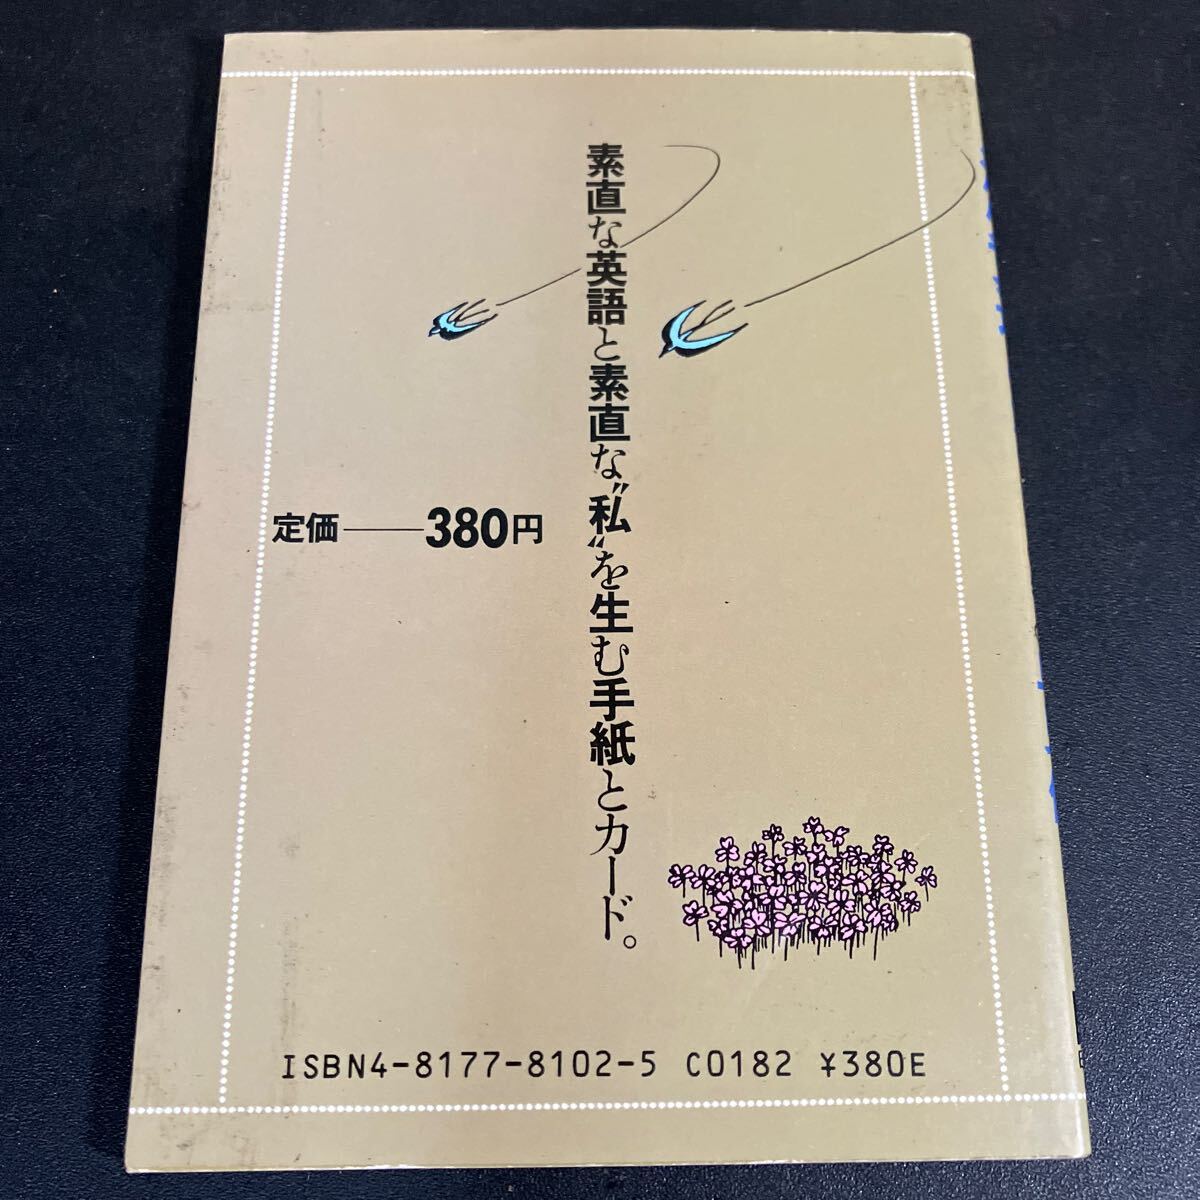 素直な英語と素直な〝私〟を生む手紙とカード。
定価――380円
ISBN4-8177-8102-5 C0182 ¥380E